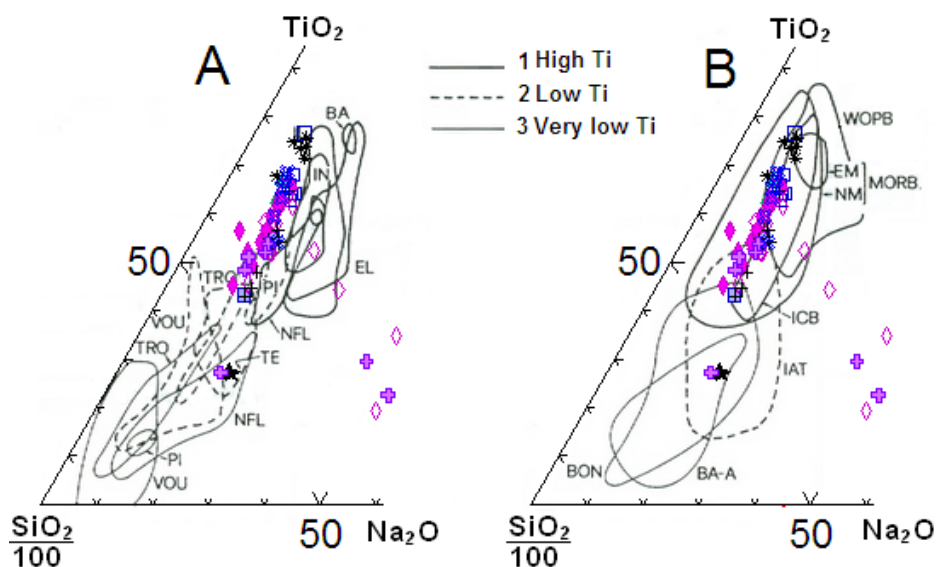 TiO₂ TiO₂
A B
1 High Ti
2 Low Ti
3 Very low Ti
BA
IN
EL
50
TRO
PI
VOU
NFL
TRO
TE
NFL
PI
VOU
SiO₂
100
50
Na₂O
WOPB
EM
NM
MORB.
50
ICB
IAT
BON
BA-A
SiO₂
100
50
Na₂O